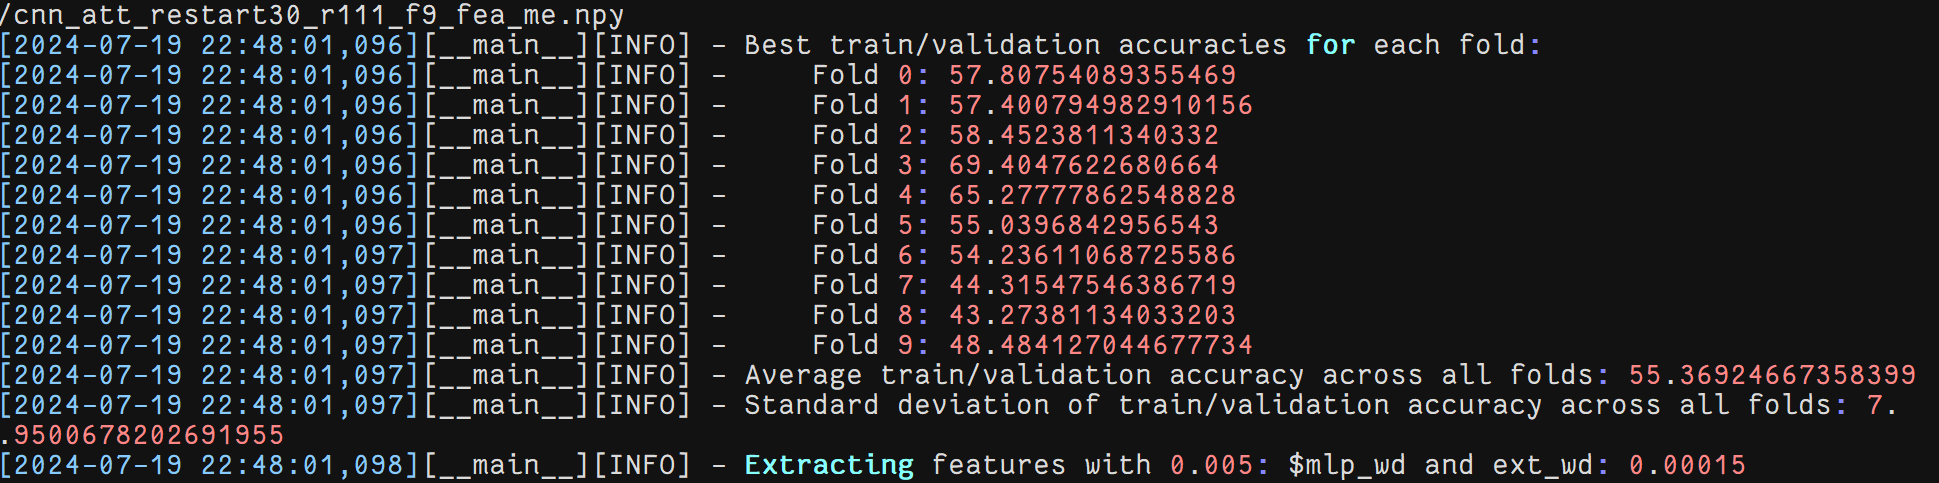 /cnn_att_restart30_r111_f9_fea_me.npy
[2024-07-19 22:48:01,096][__main__][INFO] - Best train/validation accuracies for each fold:
[2024-07-19 22:48:01,096][__main__][INFO] -     Fold 0: 57.80754089355469
[2024-07-19 22:48:01,096][__main__][INFO] -     Fold 1: 57.400794982910156
[2024-07-19 22:48:01,096][__main__][INFO] -     Fold 2: 58.4523811340332
[2024-07-19 22:48:01,096][__main__][INFO] -     Fold 3: 69.4047622680664
[2024-07-19 22:48:01,096][__main__][INFO] -     Fold 4: 65.27777862548828
[2024-07-19 22:48:01,096][__main__][INFO] -     Fold 5: 55.0396842956543
[2024-07-19 22:48:01,097][__main__][INFO] -     Fold 6: 54.23611068725586
[2024-07-19 22:48:01,097][__main__][INFO] -     Fold 7: 44.31547546386719
[2024-07-19 22:48:01,097][__main__][INFO] -     Fold 8: 43.27381134033203
[2024-07-19 22:48:01,097][__main__][INFO] -     Fold 9: 48.484127044677734
[2024-07-19 22:48:01,097][__main__][INFO] - Average train/validation accuracy across all folds: 55.36924667358399
[2024-07-19 22:48:01,097][__main__][INFO] - Standard deviation of train/validation accuracy across all folds: 7.
.9500678202691955
[2024-07-19 22:48:01,098][__main__][INFO] - Extracting features with 0.005: $mlp_wd and ext_wd: 0.00015